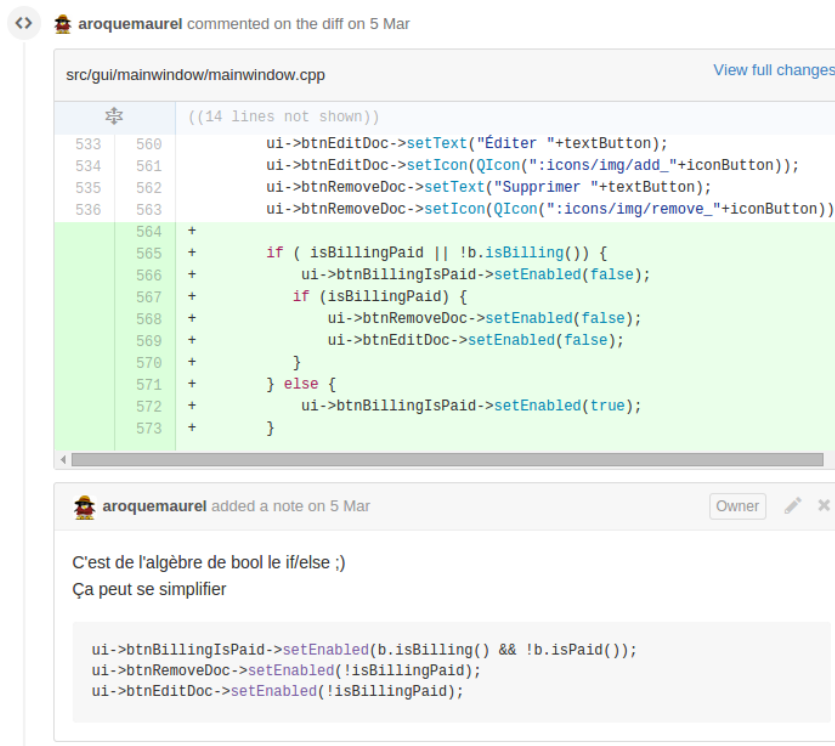 <> aroquemaurel commented on the diff on 5 Mar
src/gui/mainwindow/mainwindow.cpp View full changes
((14 lines not shown))
533 560 ui->btnEditDoc->setText("Éditer "+textButton);
534 561 ui->btnEditDoc->setIcon(QIcon(":icons/img/add_"+iconButton));
535 562 ui->btnRemoveDoc->setText("Supprimer "+textButton);
536 563 ui->btnRemoveDoc->setIcon(QIcon(":icons/img/remove_"+iconButton))
564 +
565 + if ( isBillingPaid || !b.isBilling()) {
566 + ui->btnBillingIsPaid->setEnabled(false);
567 + if (isBillingPaid) {
568 + ui->btnRemoveDoc->setEnabled(false);
569 + ui->btnEditDoc->setEnabled(false);
570 + }
571 + } else {
572 + ui->btnBillingIsPaid->setEnabled(true);
573 + }
aroquemaurel added a note on 5 Mar Owner
C'est de l'algèbre de bool le if/else ;)
Ça peut se simplifier
ui->btnBillingIsPaid->setEnabled(b.isBilling() && !b.isPaid());
ui->btnRemoveDoc->setEnabled(!isBillingPaid);
ui->btnEditDoc->setEnabled(!isBillingPaid);